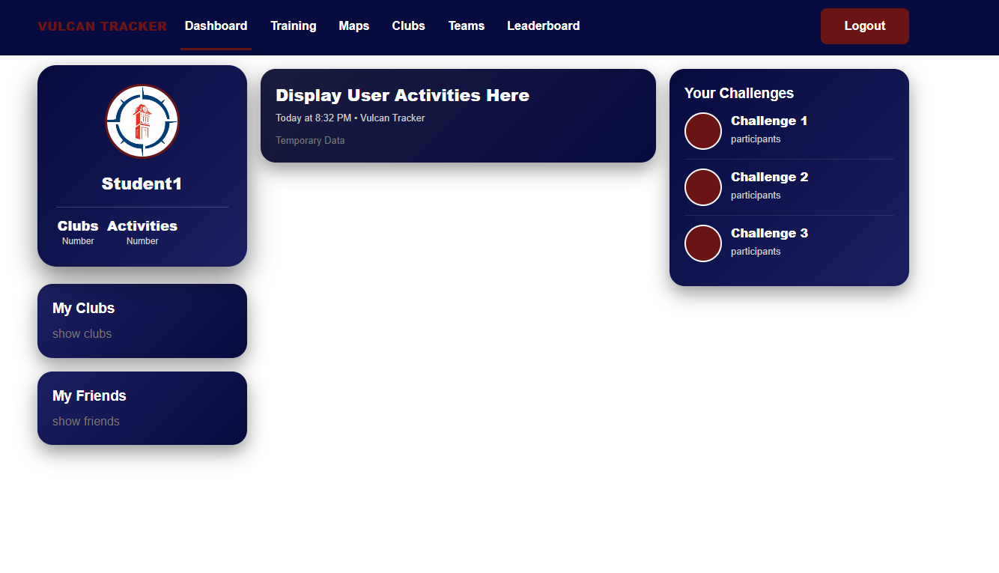 VULCAN TRACKER Dashboard Training Maps Clubs Teams Leaderboard Logout
Student1
Clubs Activities
Number Number
My Clubs
show clubs
My Friends
show friends
Display User Activities Here
Today at 8:32 PM • Vulcan Tracker
Temporary Data
Your Challenges
Challenge 1
participants
Challenge 2
participants
Challenge 3
participants